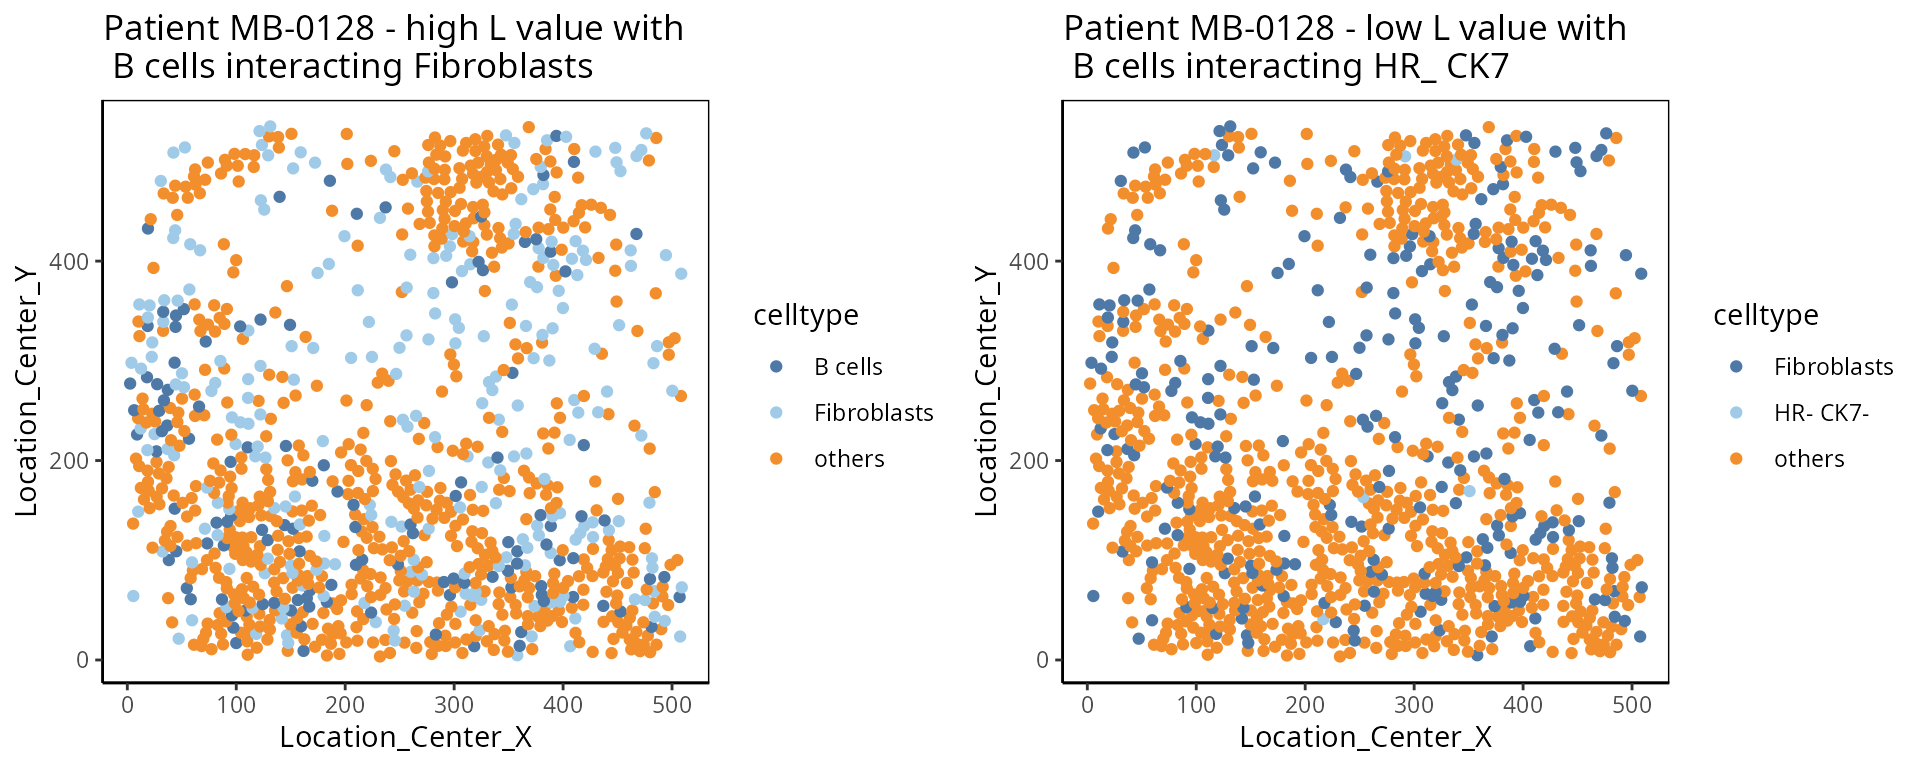 Patient MB-0128 - high L value with
B cells interacting Fibroblasts
Location_Center_Y
400
200
0
0 100 200 300 400 500
Location_Center_X
celltype
B cells
Fibroblasts
others
Patient MB-0128 - low L value with
B cells interacting HR_ CK7
Location_Center_Y
400
200
0
0 100 200 300 400 500
Location_Center_X
celltype
Fibroblasts
HR- CK7-
others